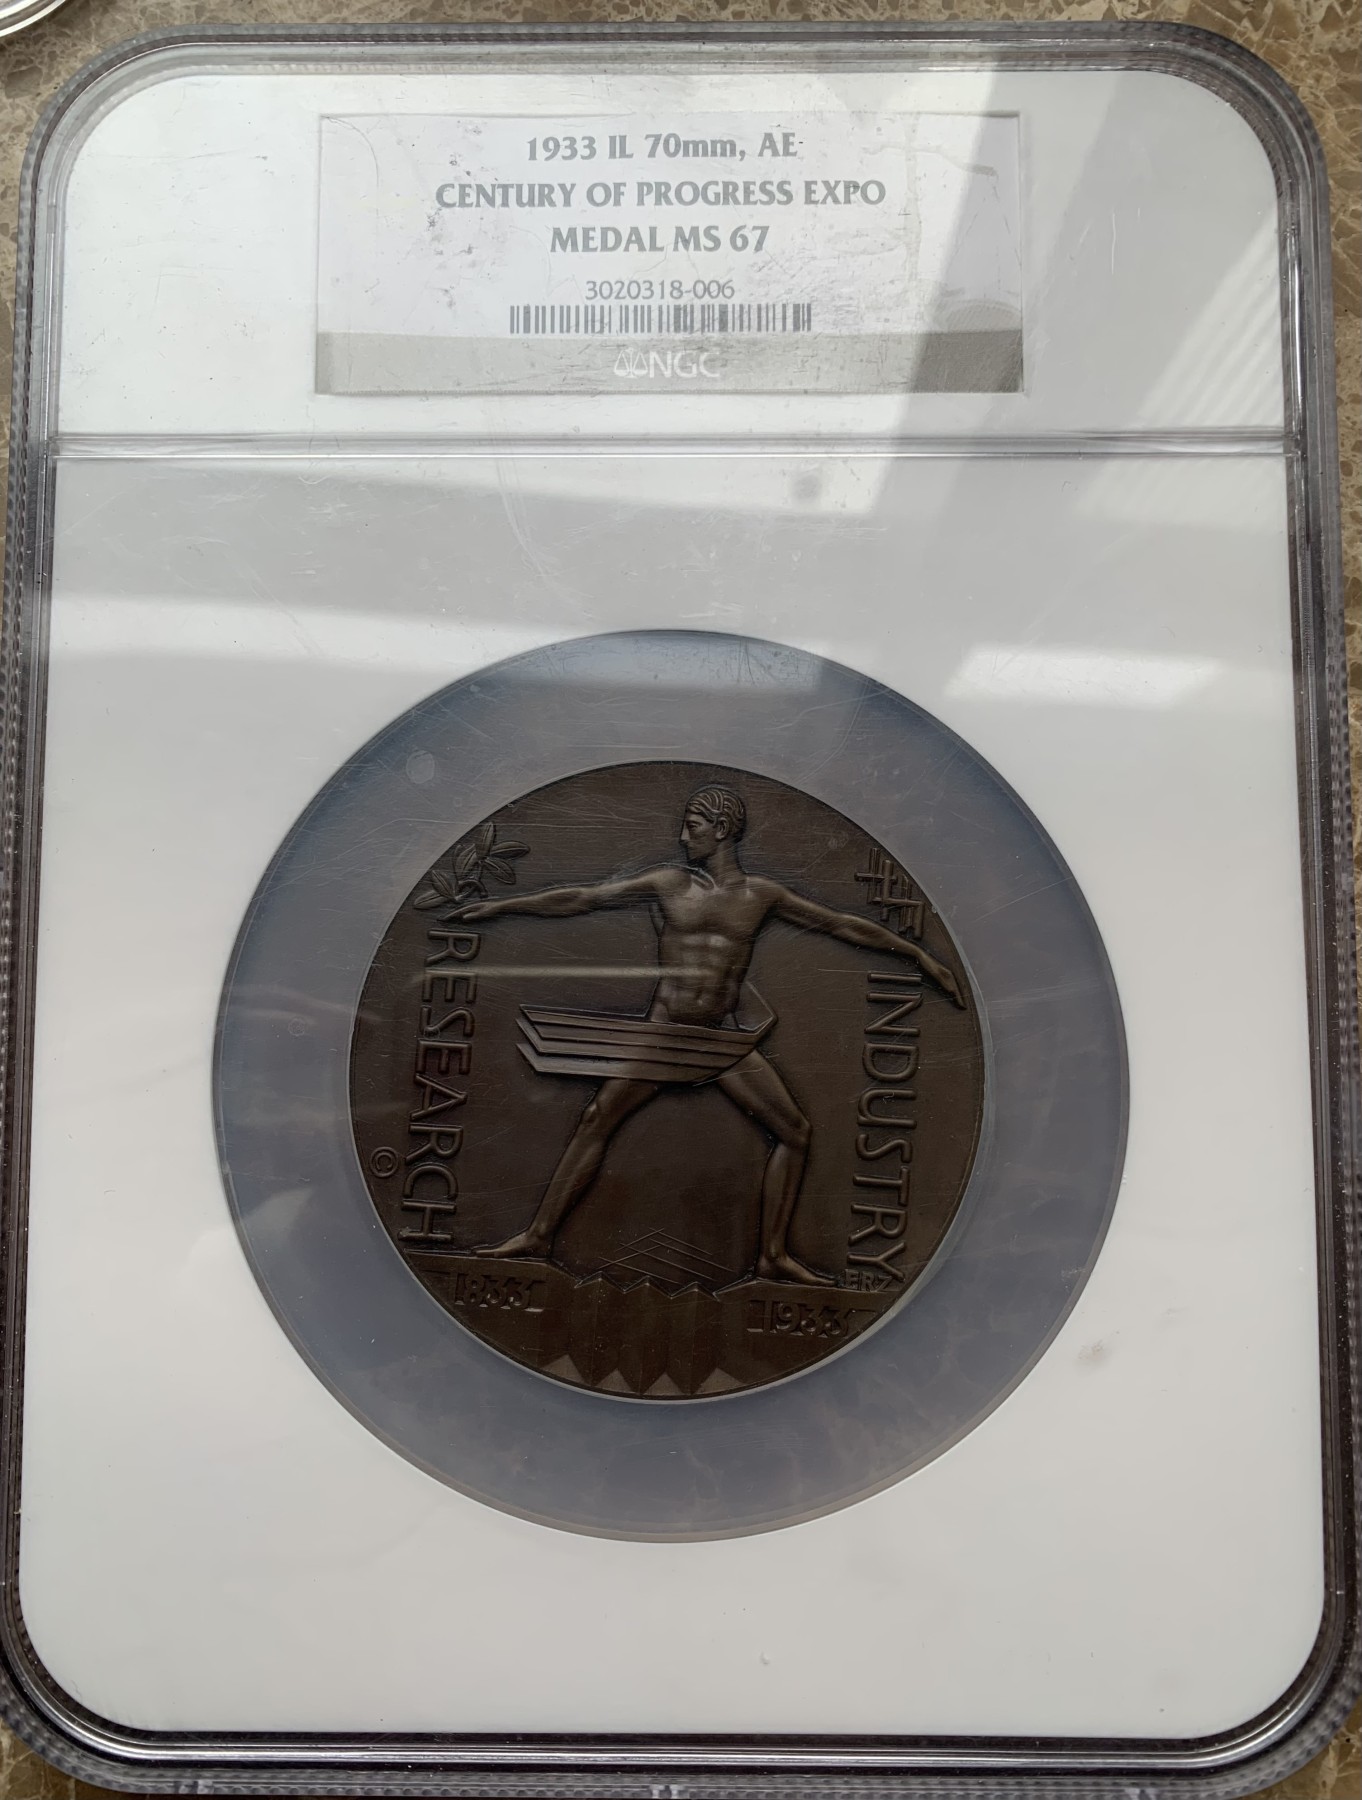 1933 IL 70mm, AE
CENTURY OF PROGRESS EXPO
MEDAL MS 67
3020318-006
NGC
RESEARCH
INDUSTRY
©
ERZ
1833
1933